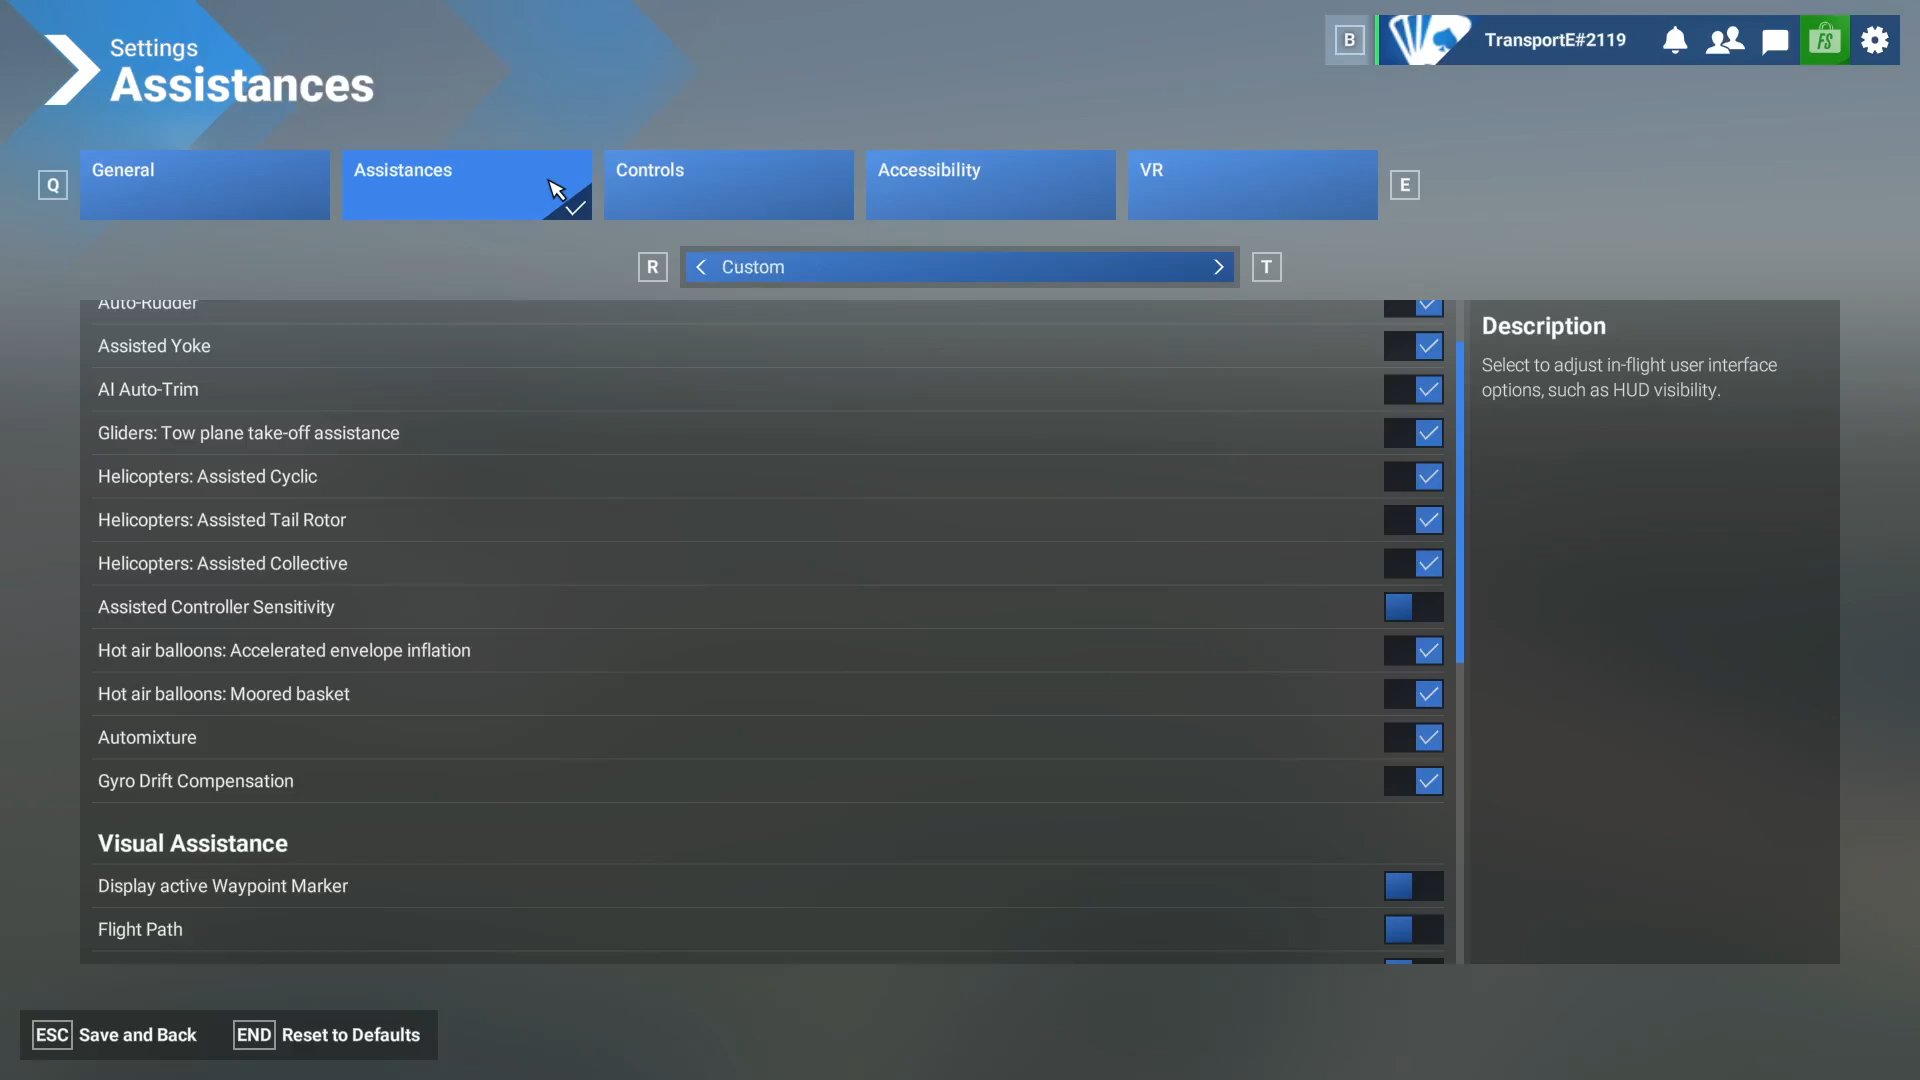 Settings
Assistances
B
TransportE#2119
FS
Q
General
Assistances
Controls
Accessibility
VR
E
R
Custom
T
Auto-Rudder
Assisted Yoke
AI Auto-Trim
Gliders: Tow plane take-off assistance
Helicopters: Assisted Cyclic
Helicopters: Assisted Tail Rotor
Helicopters: Assisted Collective
Assisted Controller Sensitivity
Hot air balloons: Accelerated envelope inflation
Hot air balloons: Moored basket
Automixture
Gyro Drift Compensation
Visual Assistance
Display active Waypoint Marker
Flight Path
Description
Select to adjust in-flight user interface
options, such as HUD visibility.
ESC Save and Back
END Reset to Defaults